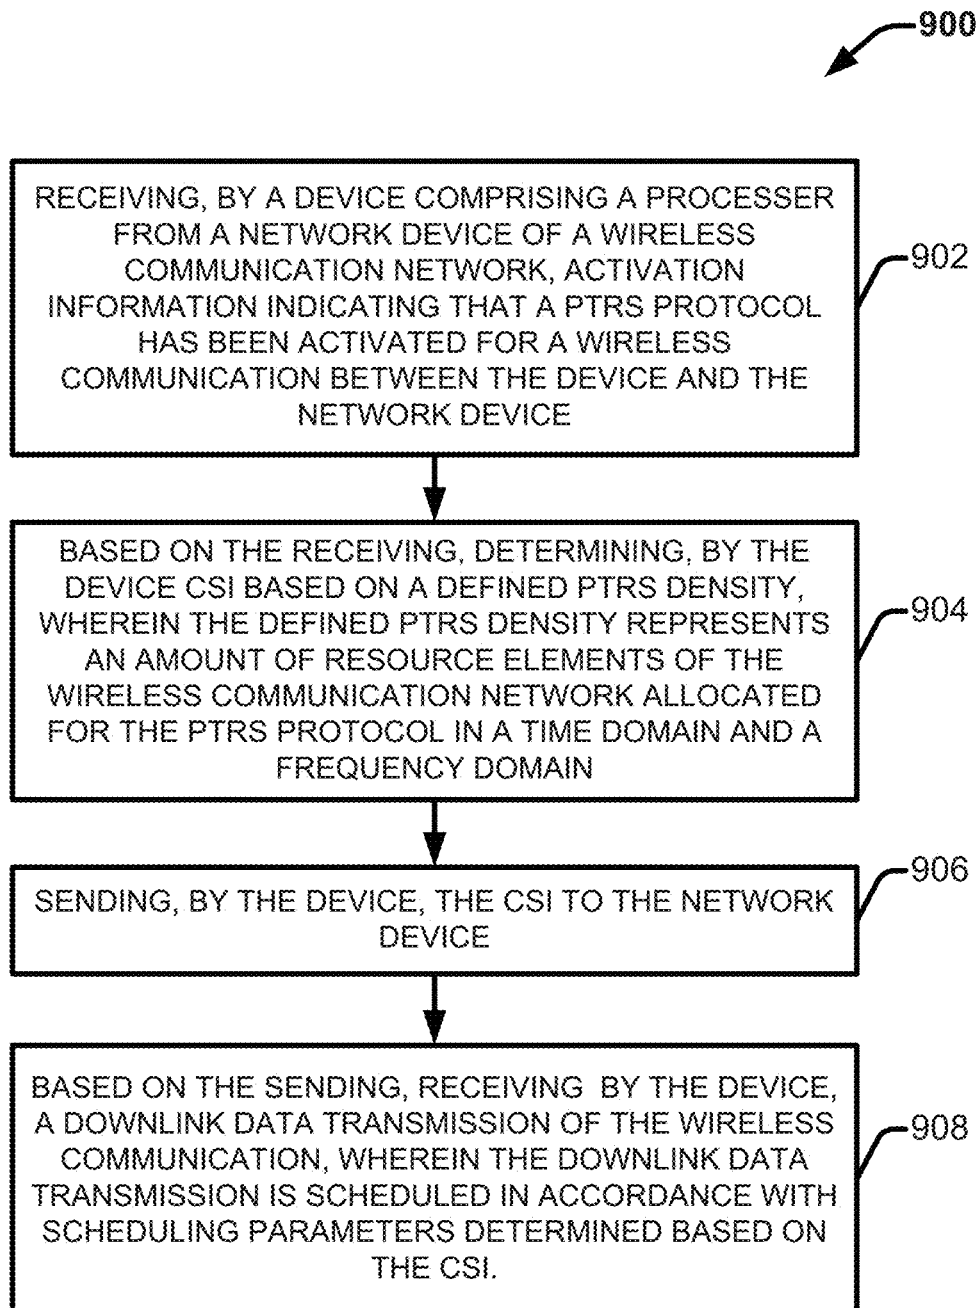 900
RECEIVING, BY A DEVICE COMPRISING A PROCESSER
FROM A NETWORK DEVICE OF A WIRELESS
COMMUNICATION NETWORK, ACTIVATION
INFORMATION INDICATING THAT A PTRS PROTOCOL
HAS BEEN ACTIVATED FOR A WIRELESS
COMMUNICATION BETWEEN THE DEVICE AND THE
NETWORK DEVICE
902
BASED ON THE RECEIVING, DETERMINING, BY THE
DEVICE CSI BASED ON A DEFINED PTRS DENSITY,
WHEREIN THE DEFINED PTRS DENSITY REPRESENTS
AN AMOUNT OF RESOURCE ELEMENTS OF THE
WIRELESS COMMUNICATION NETWORK ALLOCATED
FOR THE PTRS PROTOCOL IN A TIME DOMAIN AND A
FREQUENCY DOMAIN
904
SENDING, BY THE DEVICE, THE CSI TO THE NETWORK
DEVICE
906
BASED ON THE SENDING, RECEIVING BY THE DEVICE,
A DOWNLINK DATA TRANSMISSION OF THE WIRELESS
COMMUNICATION, WHEREIN THE DOWNLINK DATA
TRANSMISSION IS SCHEDULED IN ACCORDANCE WITH
SCHEDULING PARAMETERS DETERMINED BASED ON
THE CSI.
908